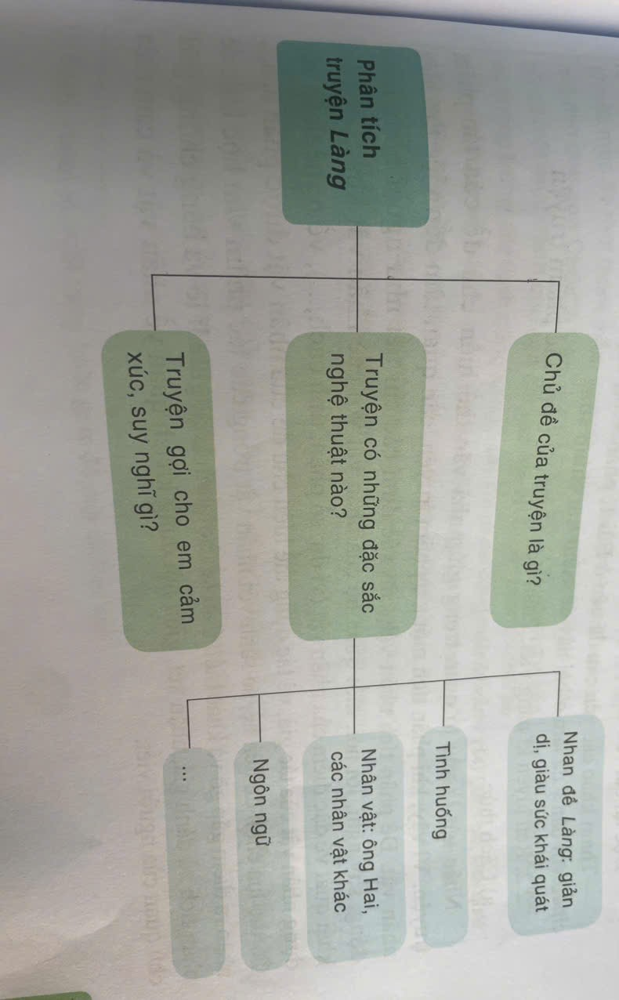 Phân tích
truyện Làng
Chủ đề của truyện là gì?
Truyện có những đặc sắc
nghệ thuật nào?
Truyện gợi cho em cảm
xúc, suy nghĩ gì?
Nhan đề Làng: giản
dị, giàu sức khái quát
Tình huống
Nhân vật: ông Hai,
các nhân vật khác
Ngôn ngữ
...